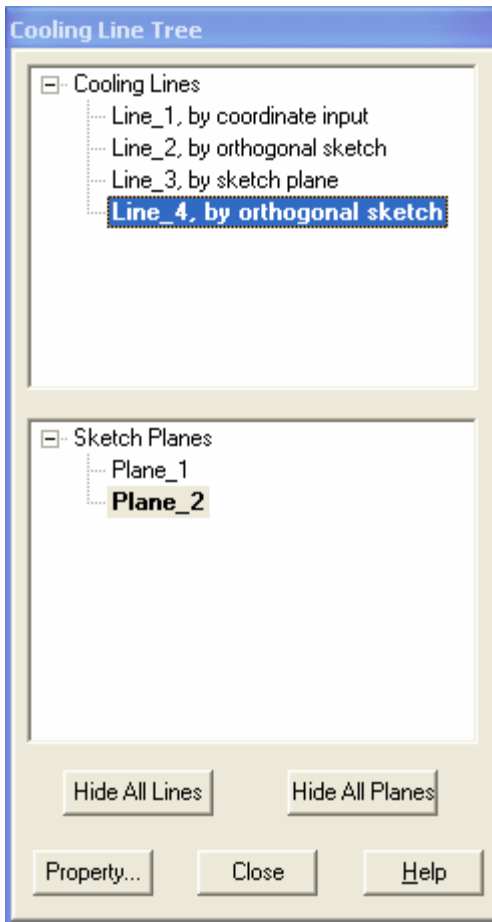 Cooling Line Tree
Cooling Lines
Line_1, by coordinate input
Line_2, by orthogonal sketch
Line_3, by sketch plane
Line_4, by orthogonal sketch
Sketch Planes
Plane_1
Plane_2
Hide All Lines
Hide All Planes
Property...
Close
Help